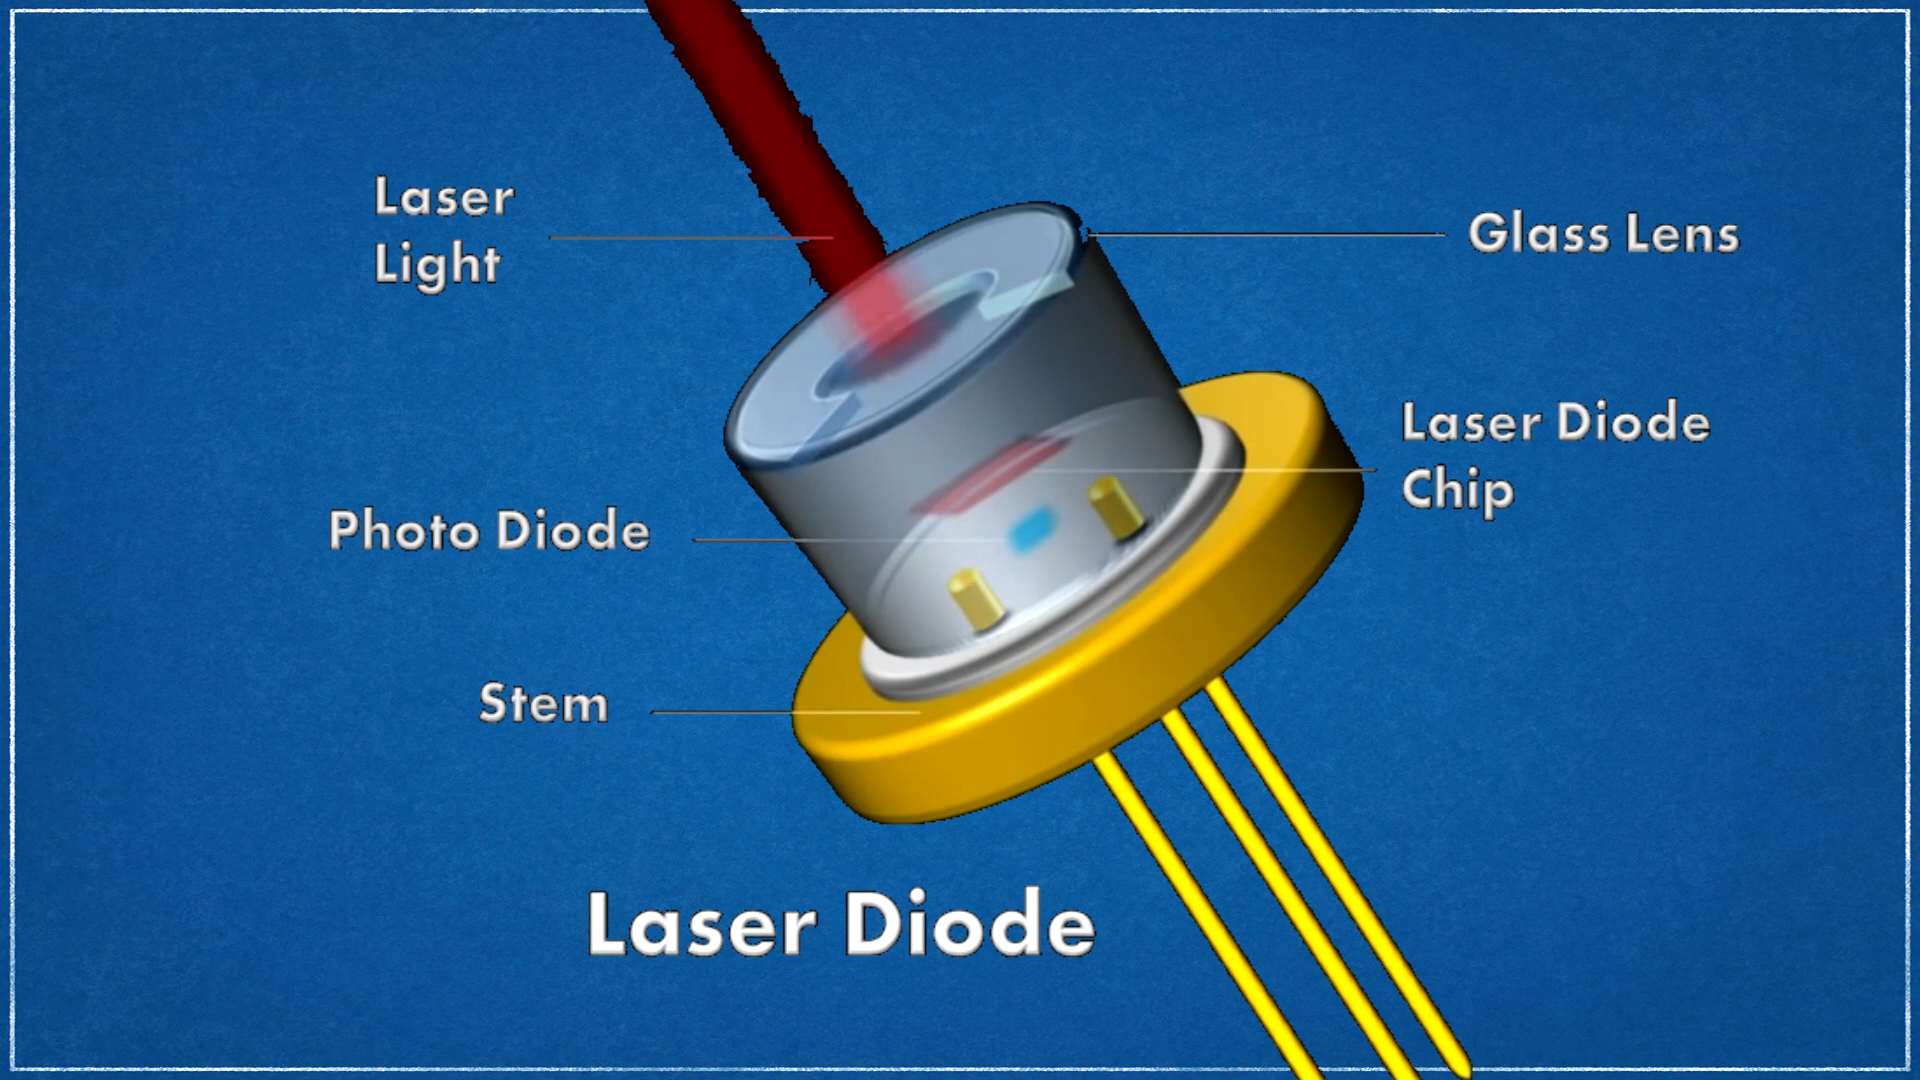 Laser
Light
Glass Lens
Laser Diode
Chip
Photo Diode
Stem
Laser Diode